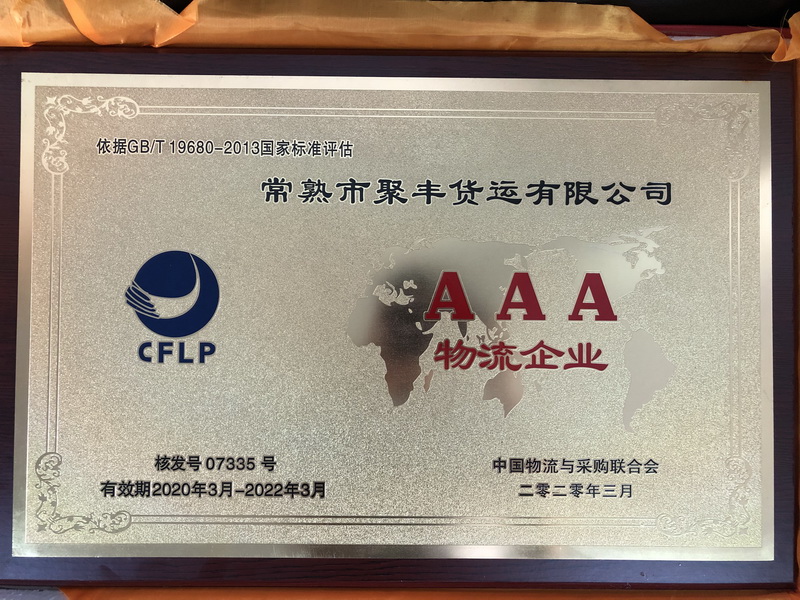 依据GB/T 19680-2013国家标准评估
常熟市聚丰货运有限公司
CFLP
AAA
物流企业
核发号 07335 号
有效期2020年3月-2022年3月
中国物流与采购联合会
二零二零年三月